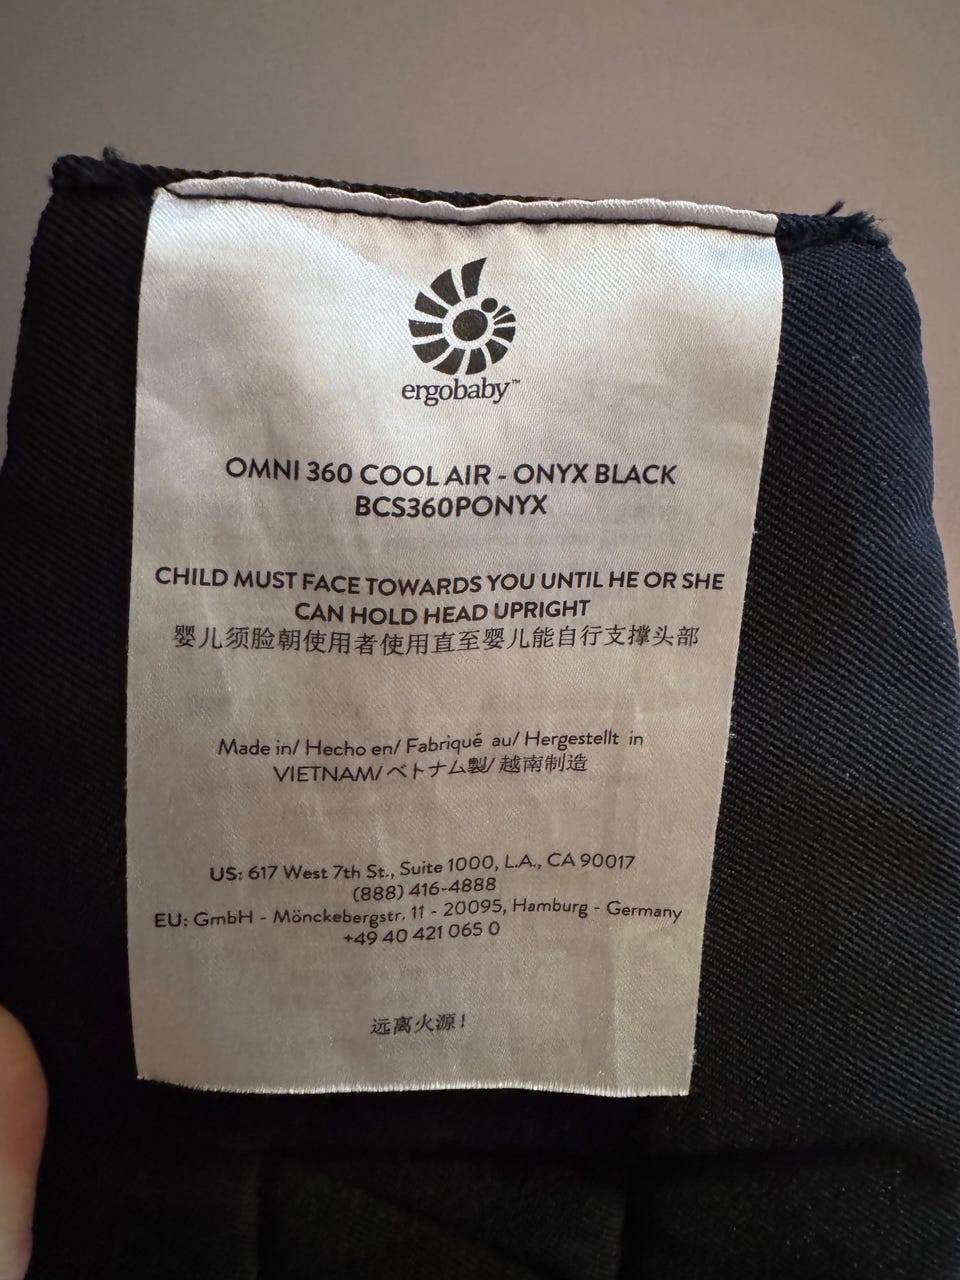 ergobaby™
OMNI 360 COOL AIR - ONYX BLACK
BCS360PONYX
CHILD MUST FACE TOWARDS YOU UNTIL HE OR SHE
CAN HOLD HEAD UPRIGHT
婴儿须脸朝使用者使用直至婴儿能自行支撑头部
Made in/ Hecho en/ Fabriqué au/ Hergestellt in
VIETNAM/ ベトナム製/ 越南制造
US: 617 West 7th St., Suite 1000, L.A., CA 90017
(888) 416-4888
EU: GmbH - Mönckebergstr. 11 - 20095, Hamburg - Germany
+49 40 421 065 0
远离火源!